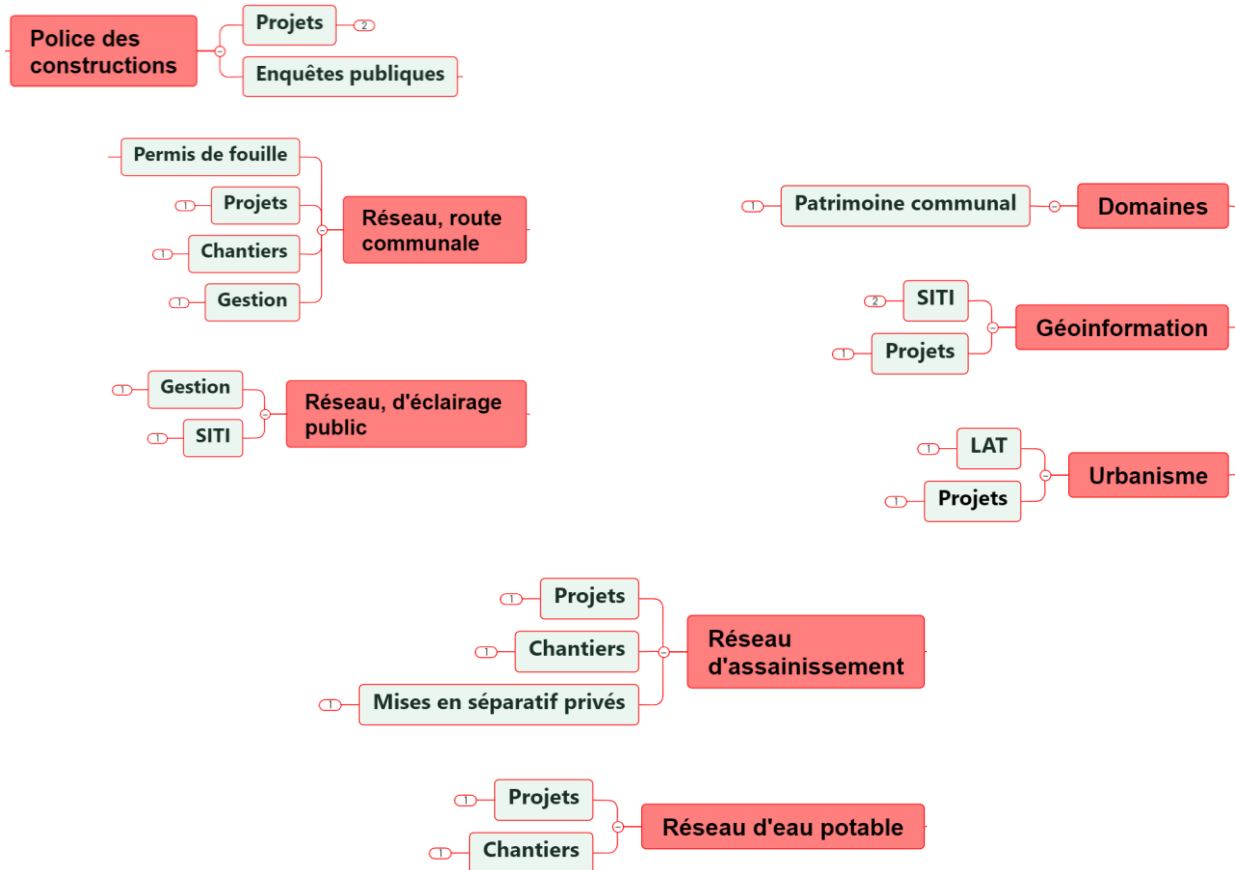 Police des
constructions
Projets
2
Enquêtes publiques
Permis de fouille
1
Projets
1
Chantiers
1
Gestion
Réseau, route
communale
1
Patrimoine communal
Domaines
2
SITI
1
Projets
Géoinformation
1
Gestion
1
SITI
Réseau, d'éclairage
public
1
LAT
1
Projets
Urbanisme
1
Projets
1
Chantiers
1
Mises en séparatif privés
Réseau
d'assainissement
1
Projets
1
Chantiers
Réseau d'eau potable